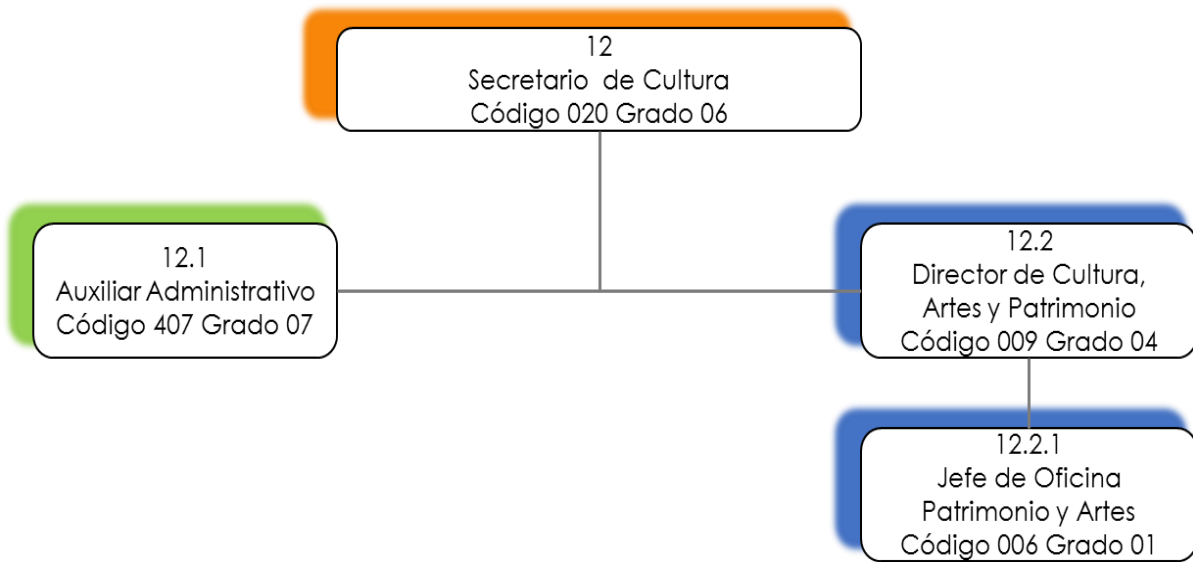 12
Secretario de Cultura
Código 020 Grado 06
12.1
Auxiliar Administrativo
Código 407 Grado 07
12.2
Director de Cultura,
Artes y Patrimonio
Código 009 Grado 04
12.2.1
Jefe de Oficina
Patrimonio y Artes
Código 006 Grado 01